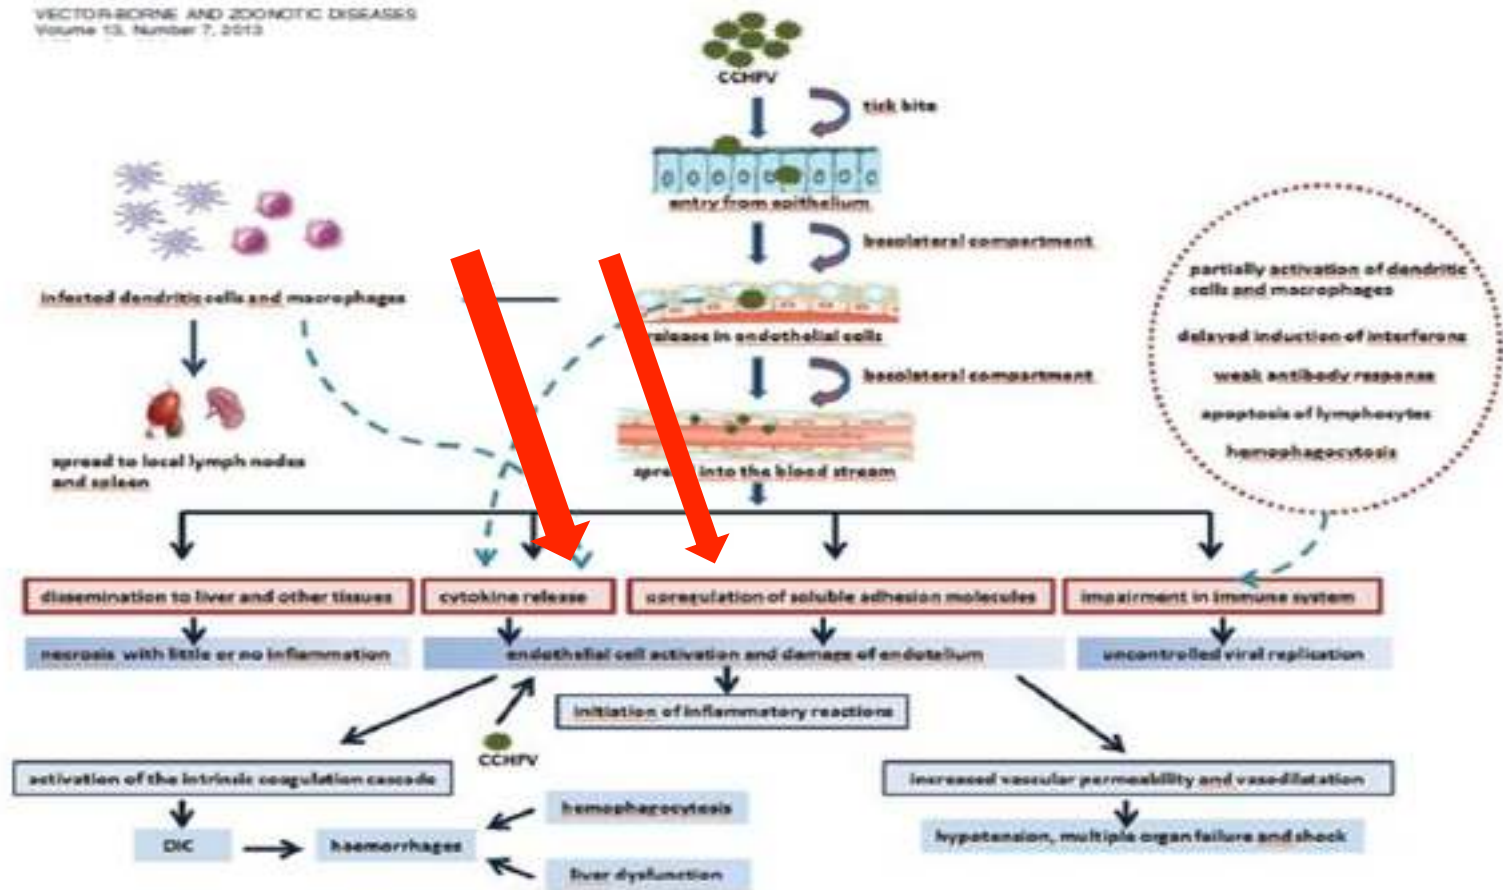 VECTOR-BORNE AND ZOONOTIC DISEASES
Volume 13, Number 7, 2013
CCHFV
tick bite
entry from epithelium
basolateral compartment
infected dendritic cells and macrophages
release in endothelial cells
basolateral compartment
spread to local lymph nodes
and spleen
into the blood stream
partially activation of dendritic
cells and macrophages
delayed induction of interferons
weak antibody response
apoptosis of lymphocytes
hemophagocytosis
dissemination to liver and other tissues
cytokine release
upregulation of soluble adhesion molecules
impairment in immune system
necrosis with little or no inflammation
endothelial cell activation and damage of endotelium
uncontrolled viral replication
initiation of inflammatory reactions
CCHFV
activation of the intrinsic coagulation cascade
increased vascular permeability and vasodilatation
hemophagocytosis
DIC
haemorrhages
hypotension, multiple organ failure and shock
liver dysfunction